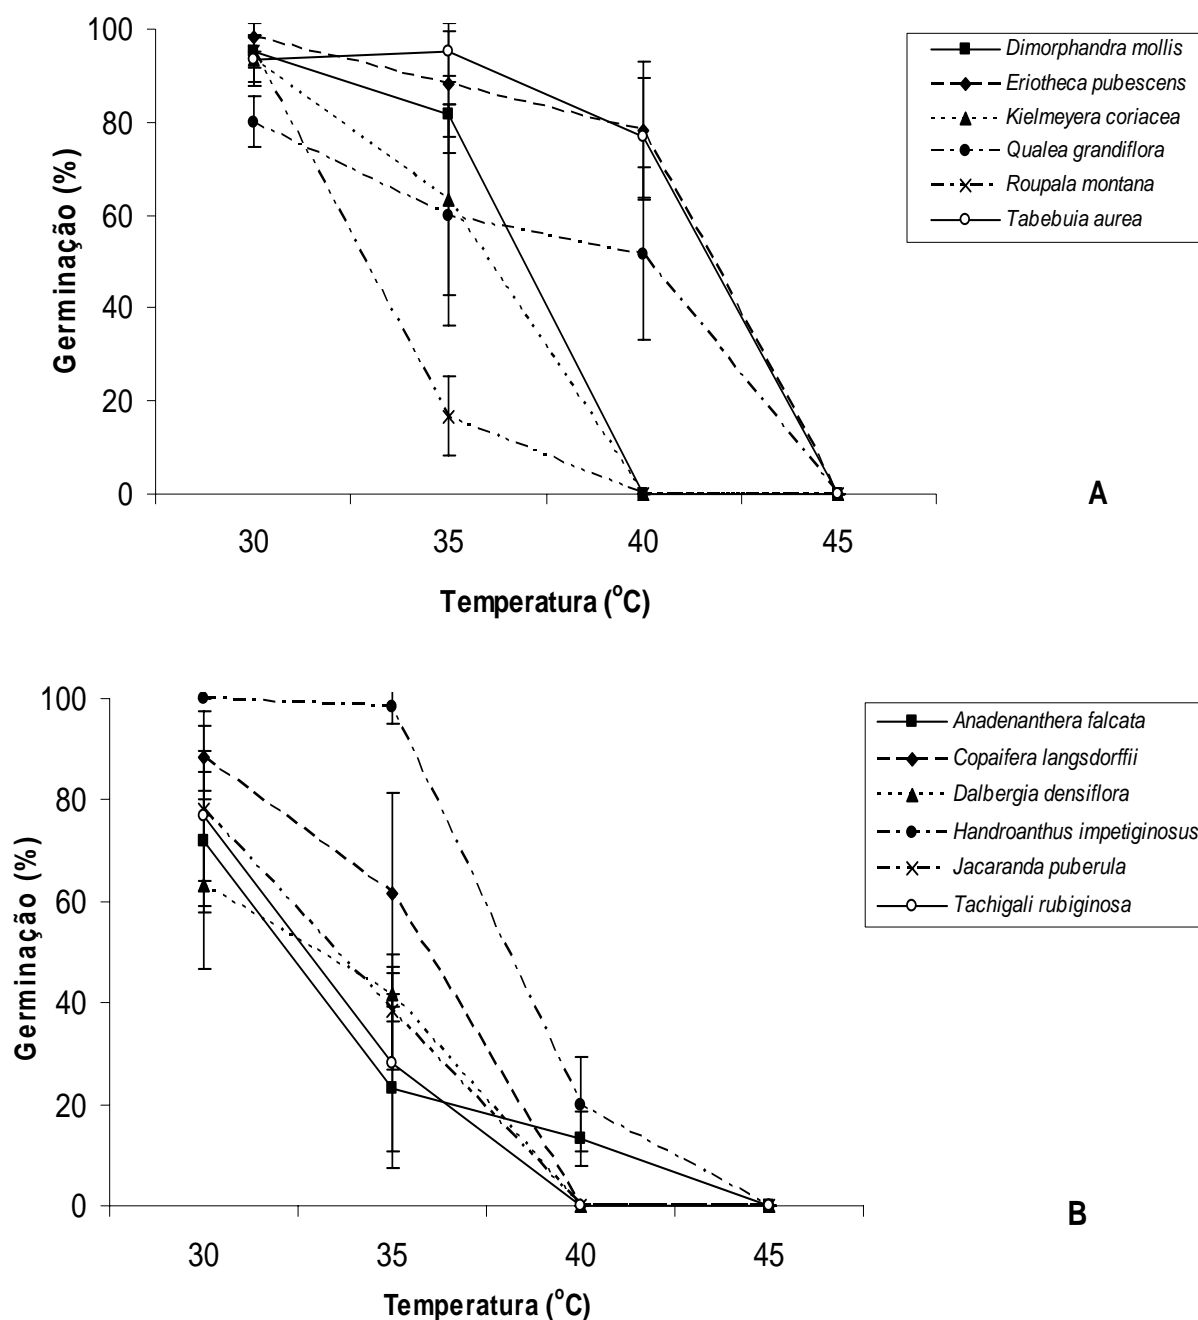 100
80
60
40
20
0
Germinação (%)
30 35 40 45
Temperatura (°C)
Dimorphandra mollis
Eriotheca pubescens
Kielmeyera coriacea
Qualea grandiflora
Roupala montana
Tabebuia aurea
A
100
80
60
40
20
0
Germinação (%)
30 35 40 45
Temperatura (°C)
Anadenanthera falcata
Copaifera langsdorffii
Dalbergia densiflora
Handroanthus impetiginosus
Jacaranda puberula
Tachigali rubiginosa
B